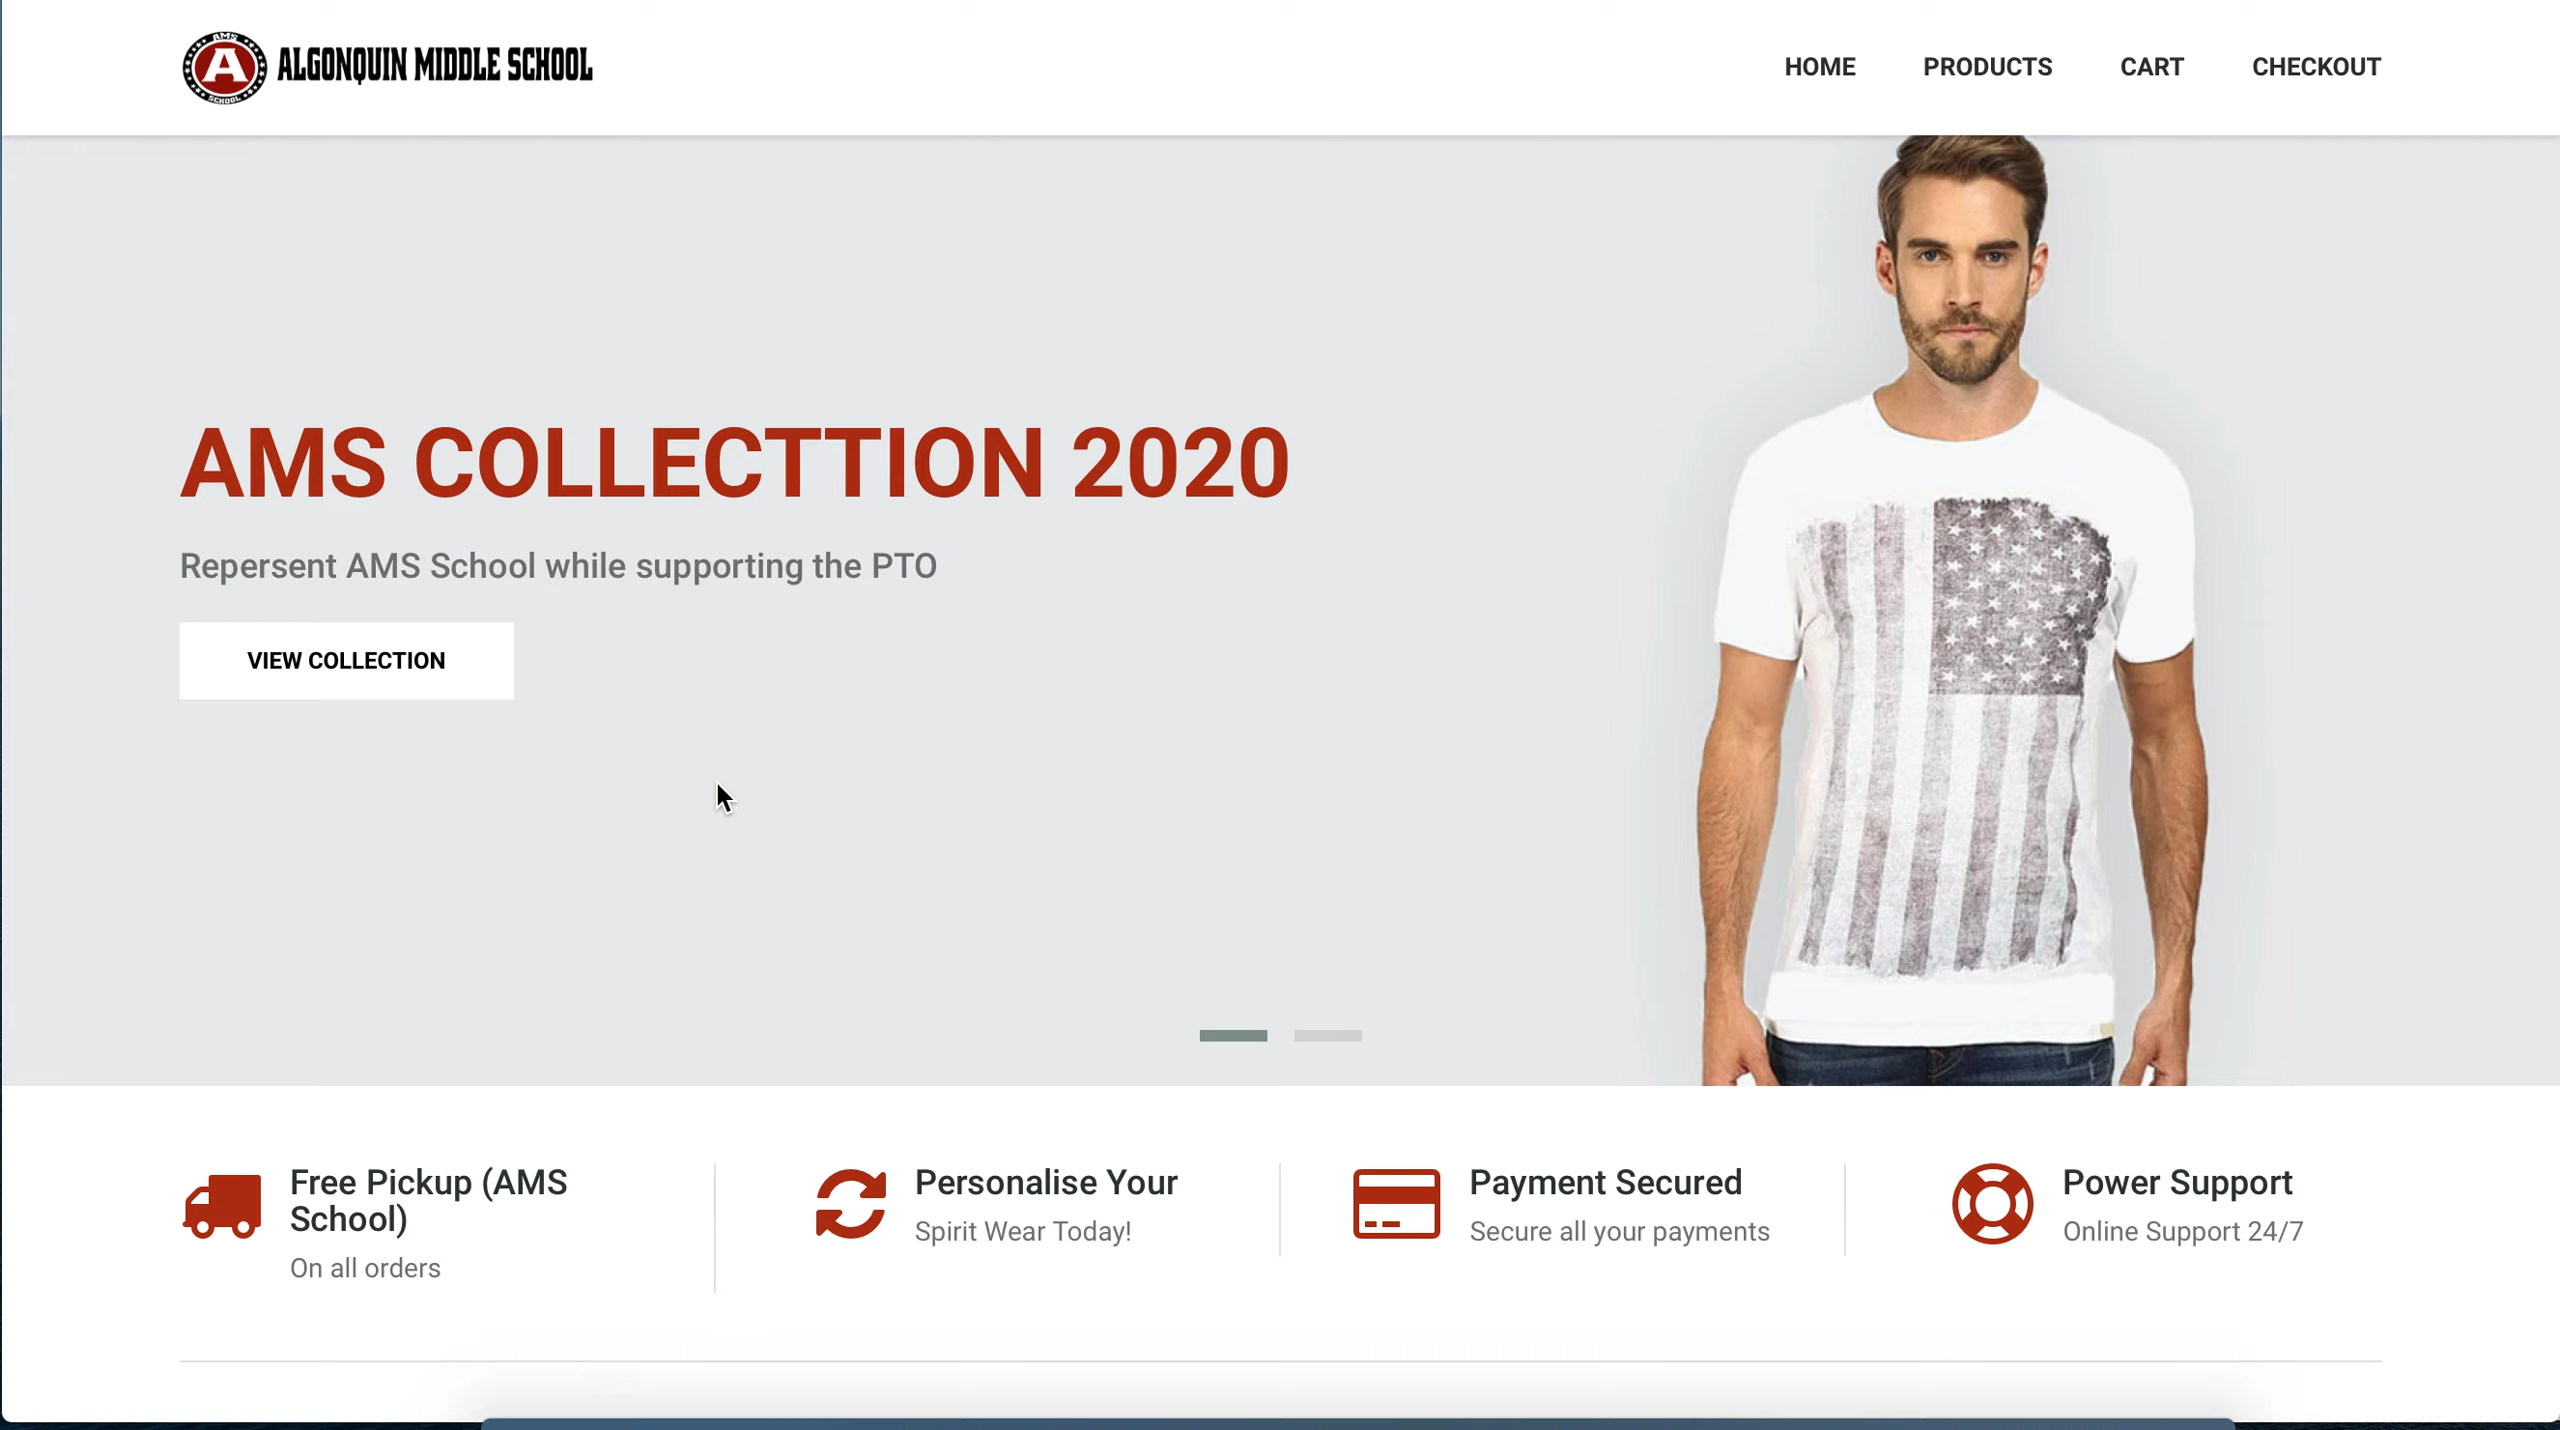 AMS
A
SCHOOL
ALGONQUIN MIDDLE SCHOOL
HOME
PRODUCTS
CART
CHECKOUT
AMS COLLECTTION 2020
Repersent AMS School while supporting the PTO
VIEW COLLECTION
Free Pickup (AMS
School)
On all orders
Personalise Your
Spirit Wear Today!
Payment Secured
Secure all your payments
Power Support
Online Support 24/7